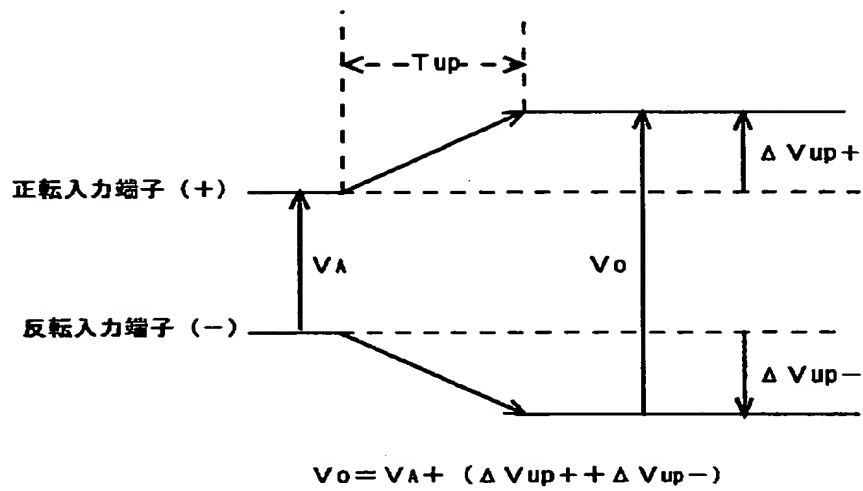 Tup
ΔVup+
正転入力端子（+）
VA
Vo
反転入力端子（−）
ΔVup−
Vo=VA+（ΔVup++ΔVup−）